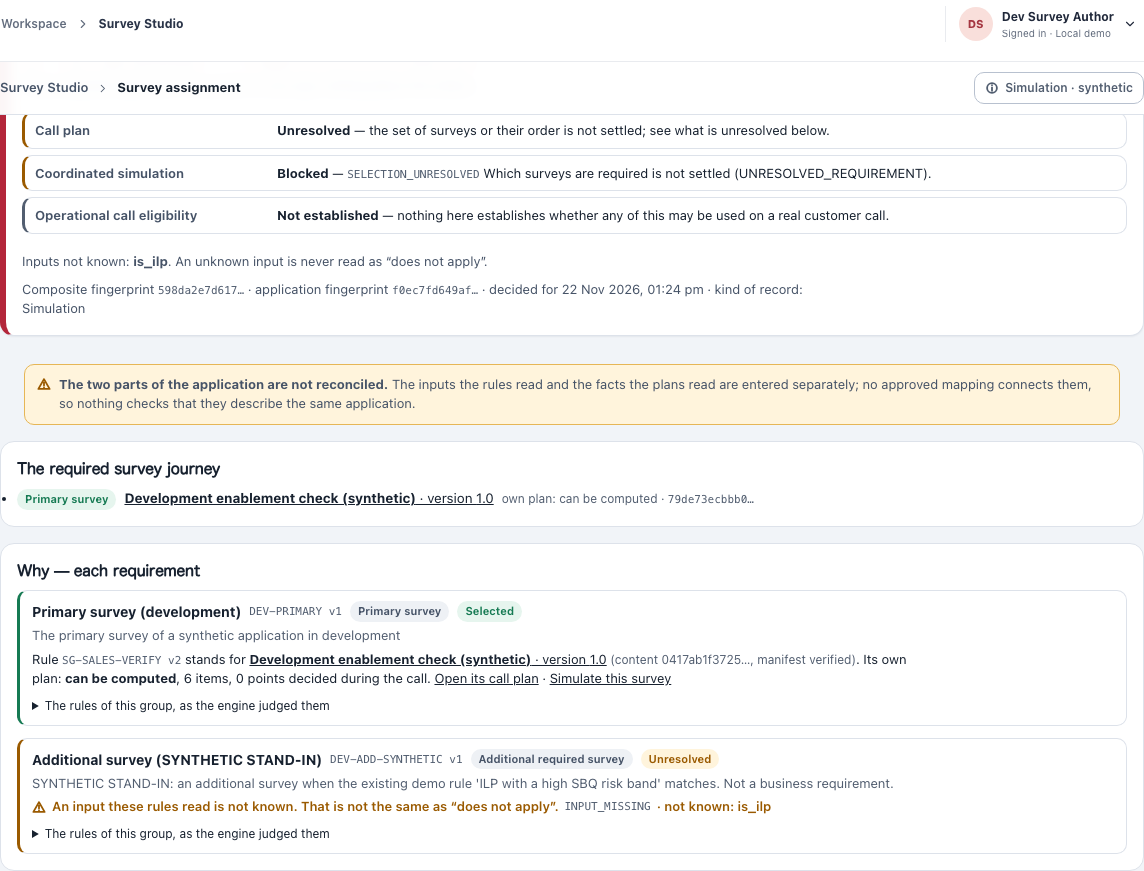 Workspace > Survey Studio
DS
Dev Survey Author
Signed in · Local demo
Survey Studio > Survey assignment
Simulation · synthetic
Call plan
Unresolved — the set of surveys or their order is not settled; see what is unresolved below.
Coordinated simulation
Blocked — SELECTION_UNRESOLVED Which surveys are required is not settled (UNRESOLVED_REQUIREMENT).
Operational call eligibility
Not established — nothing here establishes whether any of this may be used on a real customer call.
Inputs not known: is_ilp. An unknown input is never read as “does not apply”.
Composite fingerprint 598da2e7d617… · application fingerprint f0ec7fd649af… · decided for 22 Nov 2026, 01:24 pm · kind of record:
Simulation
The two parts of the application are not reconciled. The inputs the rules read and the facts the plans read are entered separately; no approved mapping connects them,
so nothing checks that they describe the same application.
The required survey journey
• Primary survey Development enablement check (synthetic) · version 1.0 own plan: can be computed · 79de73ecbbb0…
Why — each requirement
Primary survey (development) DEV-PRIMARY v1 Primary survey Selected
The primary survey of a synthetic application in development
Rule SG-SALES-VERIFY v2 stands for Development enablement check (synthetic) · version 1.0 (content 0417ab1f3725…, manifest verified). Its own
plan: can be computed, 6 items, 0 points decided during the call. Open its call plan · Simulate this survey
The rules of this group, as the engine judged them
Additional survey (SYNTHETIC STAND-IN) DEV-ADD-SYNTHETIC v1 Additional required survey Unresolved
SYNTHETIC STAND-IN: an additional survey when the existing demo rule 'ILP with a high SBQ risk band' matches. Not a business requirement.
An input these rules read is not known. That is not the same as “does not apply”. INPUT_MISSING · not known: is_ilp
The rules of this group, as the engine judged them